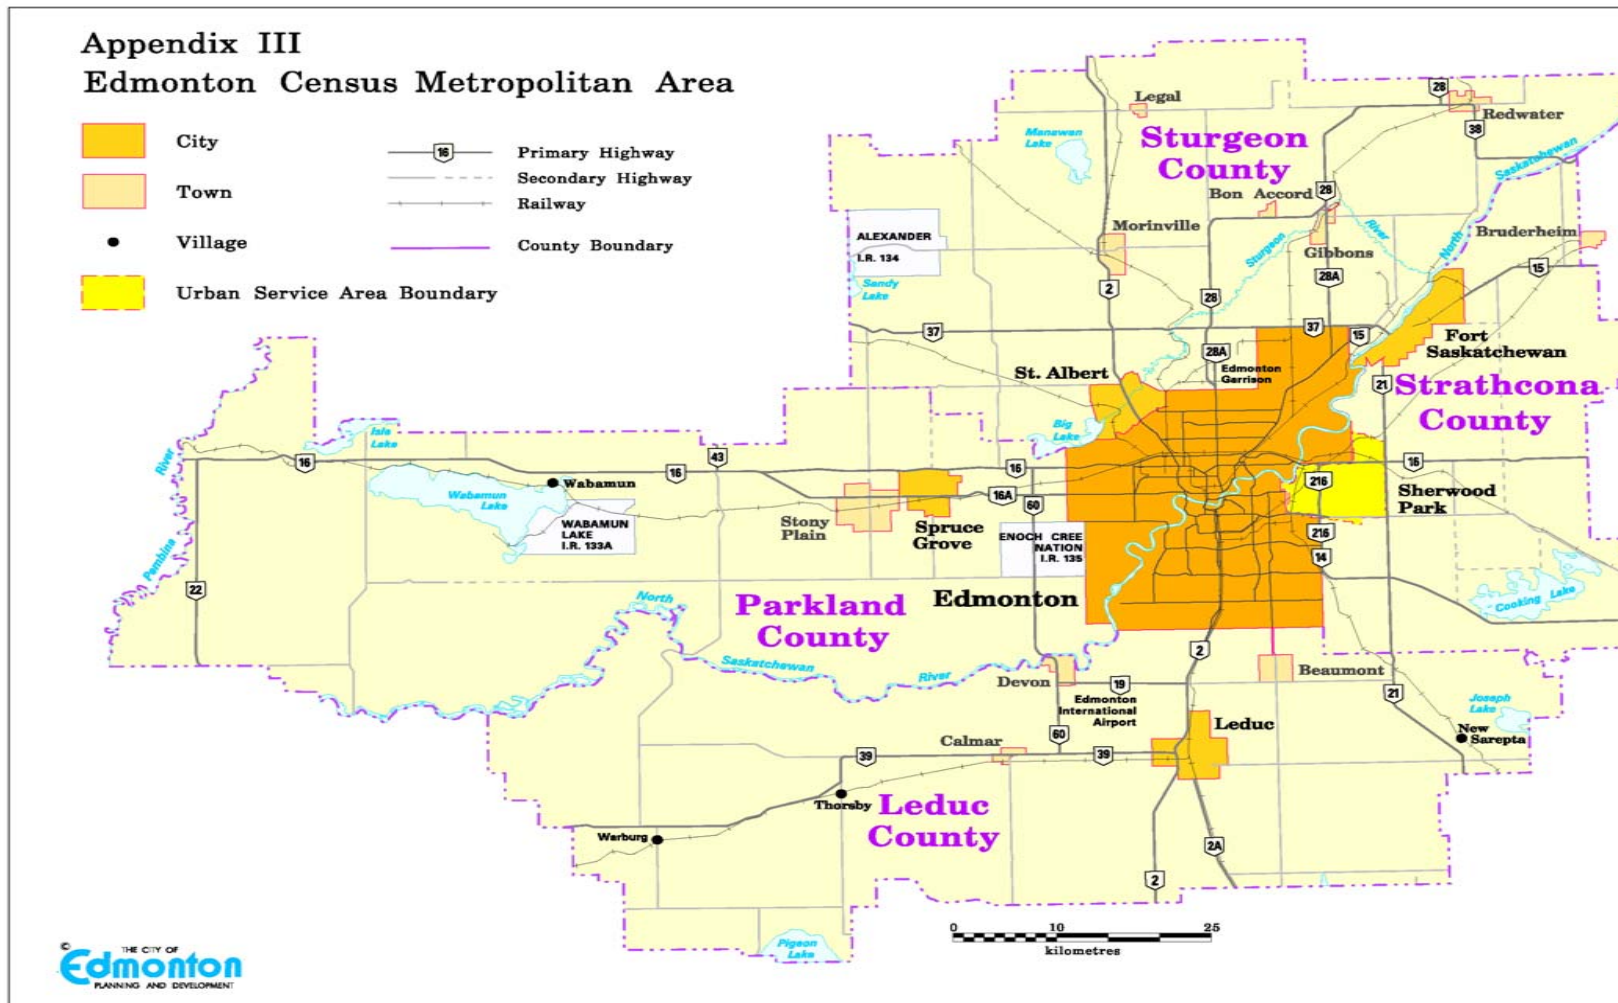 Appendix III
Edmonton Census Metropolitan Area
City
Town
Village
Urban Service Area Boundary
16
Primary Highway
Secondary Highway
Railway
County Boundary
Legal
28
Redwater
38
Manawan
Lake
Sturgeon
County
Saskatchewan
Bon Accord
28
ALEXANDER
I.R. 134
Morinville
Sturgeon
River
North
Bruderheim
Gibbons
28A
15
Sandy
Lake
2
28
37
37
15
Fort
Saskatchewan
28A
Edmonton
Garrison
St. Albert
21
Strathcona
County
Big
Lake
Isle
Lake
River
16
43
16
16
16
Wabamun
Wabamun
Lake
16A
60
216
Sherwood
Park
WABAMUN
LAKE
I.R. 133A
Stony
Plain
Spruce
Grove
ENOCH CREE
NATION
I.R. 135
216
14
Pembina
22
North
Parkland
County
Edmonton
Cooking Lake
Saskatchewan
River
2
Devon
19
Beaumont
Edmonton
International
Airport
21
Joseph
Lake
New
Sarepta
Leduc
60
Calmar
39
39
Thorsby
Leduc
County
Warburg
2A
2
Pigeon
Lake
0
10
25
kilometres
©
THE CITY OF
Edmonton
PLANNING AND DEVELOPMENT